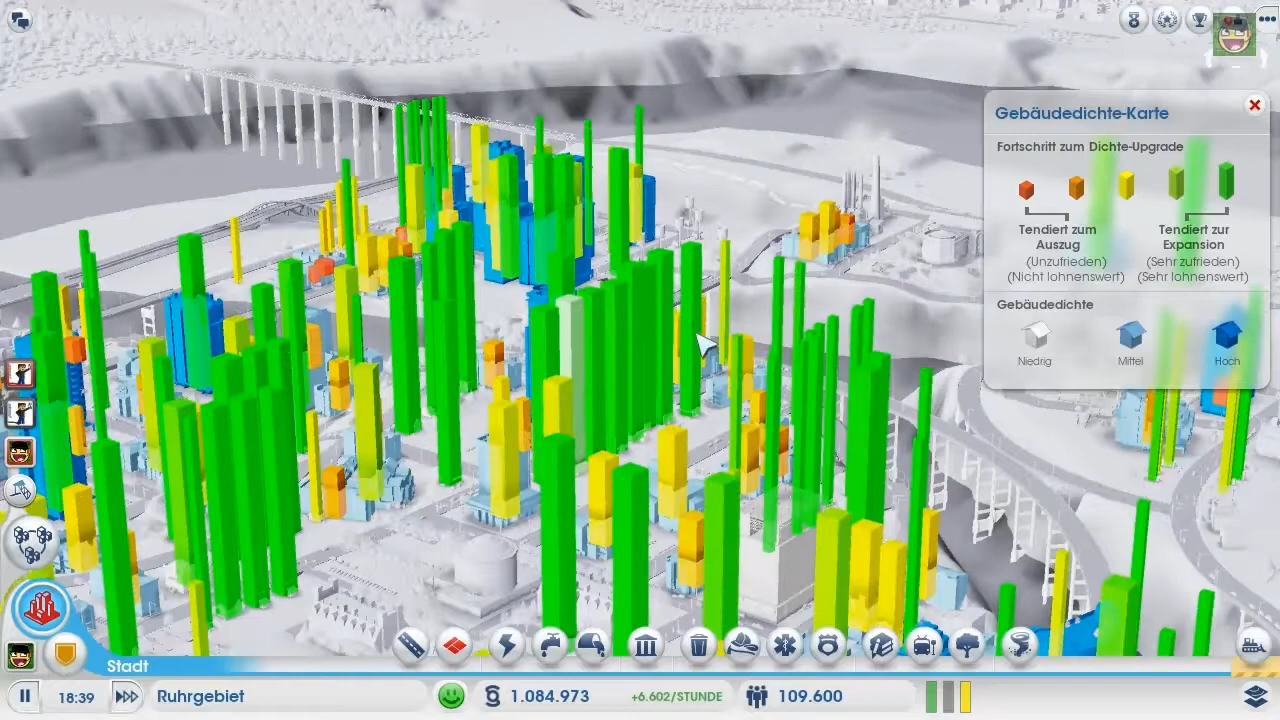 Gebäudedichte-Karte
Fortschritt zum Dichte-Upgrade
Tendiert zum
Auszug
(Unzufrieden)
(Nicht lohnenswert)
Tendiert zur
Expansion
(Sehr zufrieden)
(Sehr lohnenswert)
Gebäudedichte
Niedrig
Mittel
Hoch
Stadt
18:39
Ruhrgebiet
1.084.973
+6.602/STUNDE
109.600